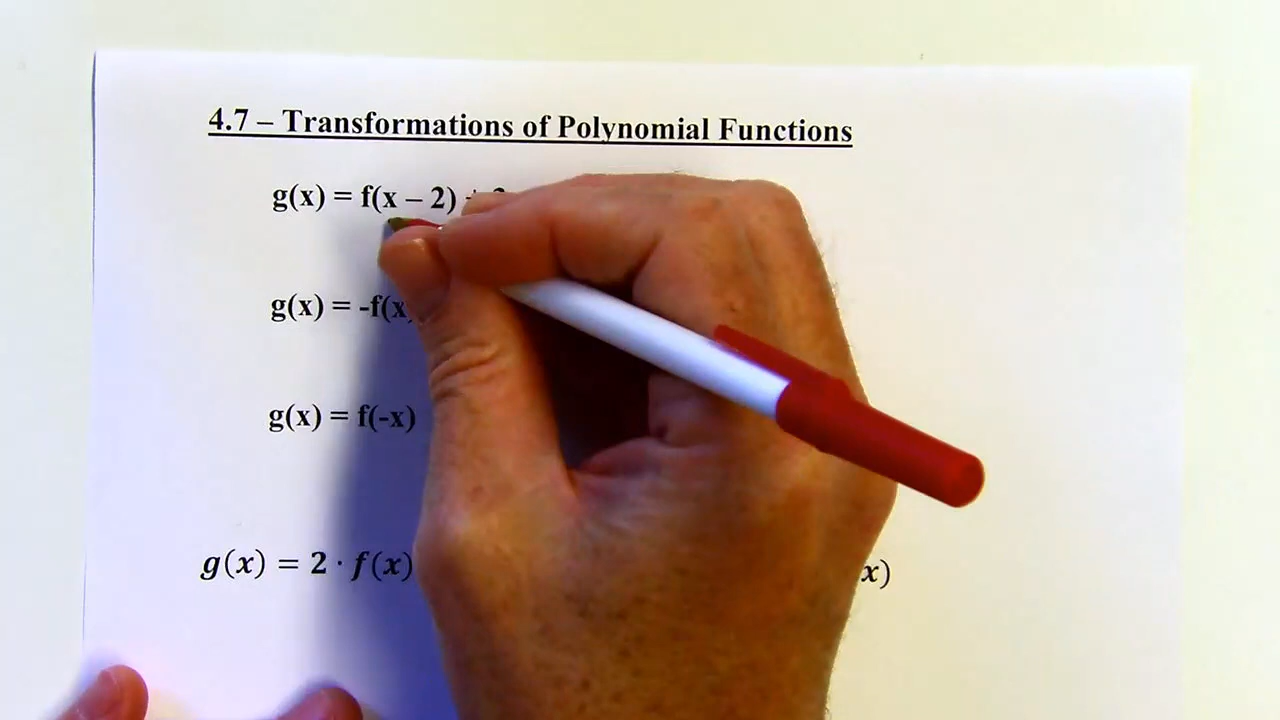 4.7 – Transformations of Polynomial Functions
g(x) = f(x – 2)
g(x) = -f(x
g(x) = f(-x)
g(x) = 2 · f(x) x)